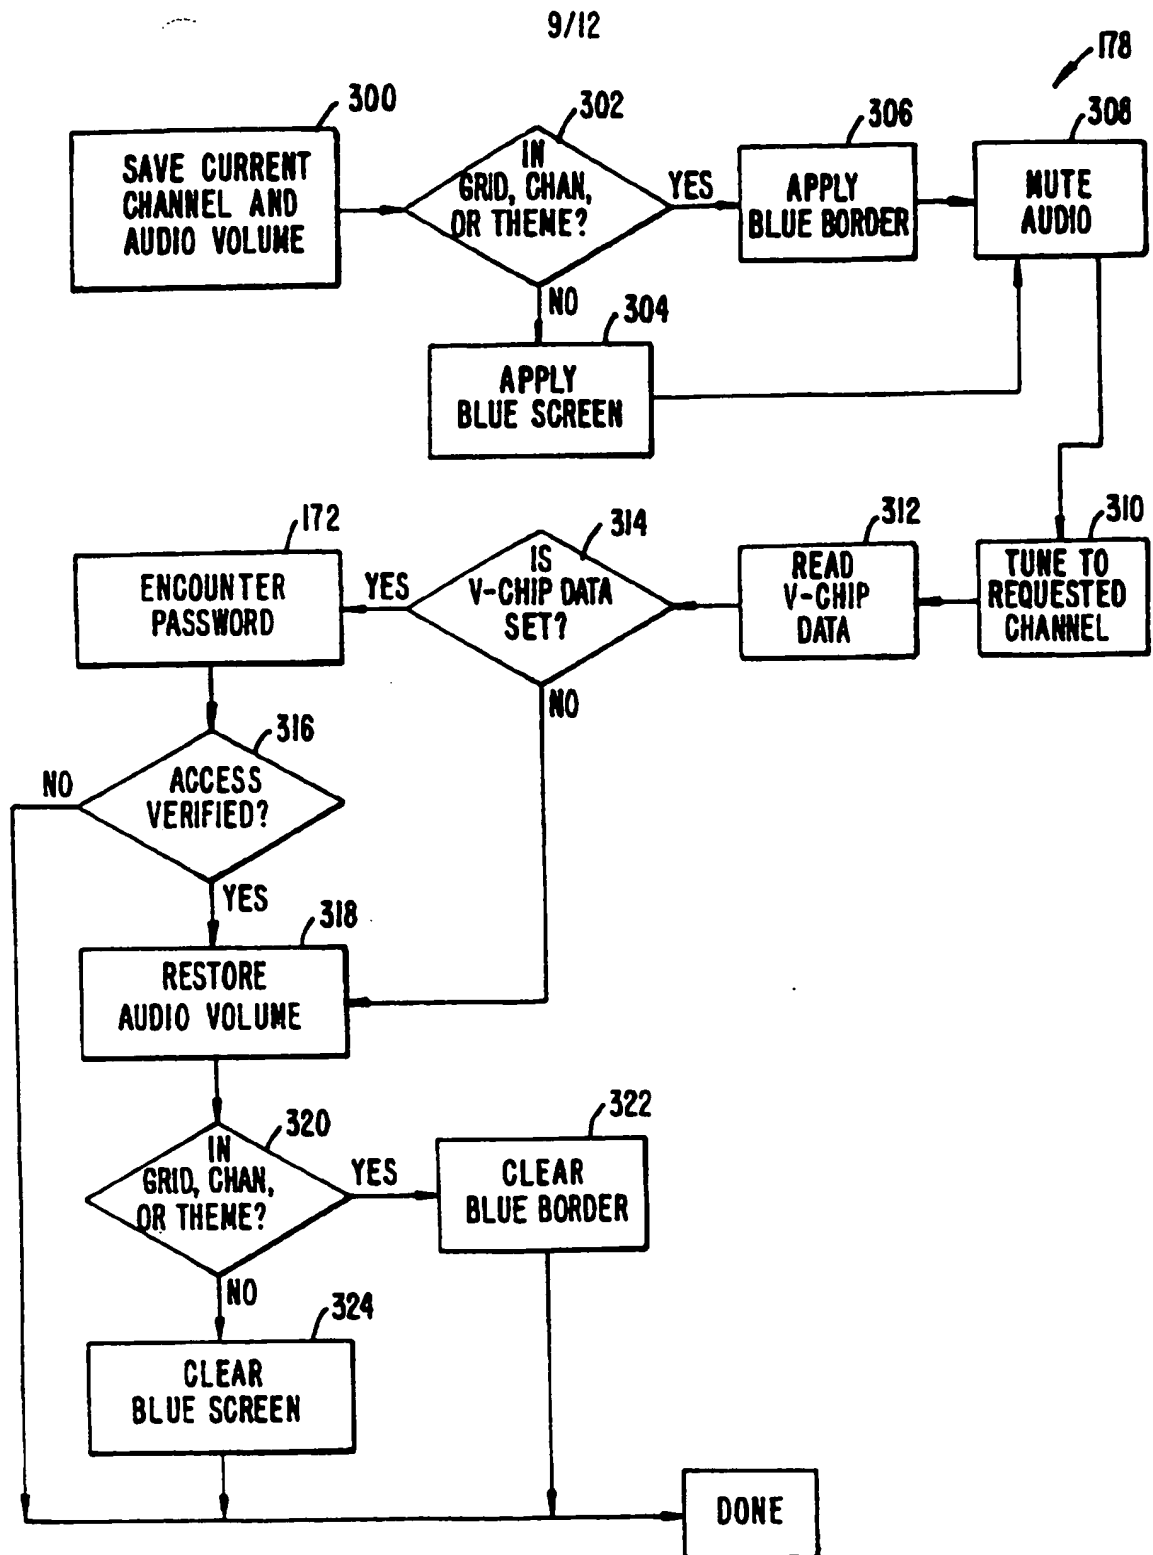 9/12
178
300
SAVE CURRENT
CHANNEL AND
AUDIO VOLUME
302
IN
GRID, CHAN,
OR THEME?
YES
NO
306
APPLY
BLUE BORDER
308
MUTE
AUDIO
304
APPLY
BLUE SCREEN
310
TUNE TO
REQUESTED
CHANNEL
312
READ
V-CHIP
DATA
314
IS
V-CHIP DATA
SET?
YES
NO
172
ENCOUNTER
PASSWORD
316
ACCESS
VERIFIED?
NO
YES
318
RESTORE
AUDIO VOLUME
320
IN
GRID, CHAN,
OR THEME?
YES
NO
322
CLEAR
BLUE BORDER
324
CLEAR
BLUE SCREEN
DONE